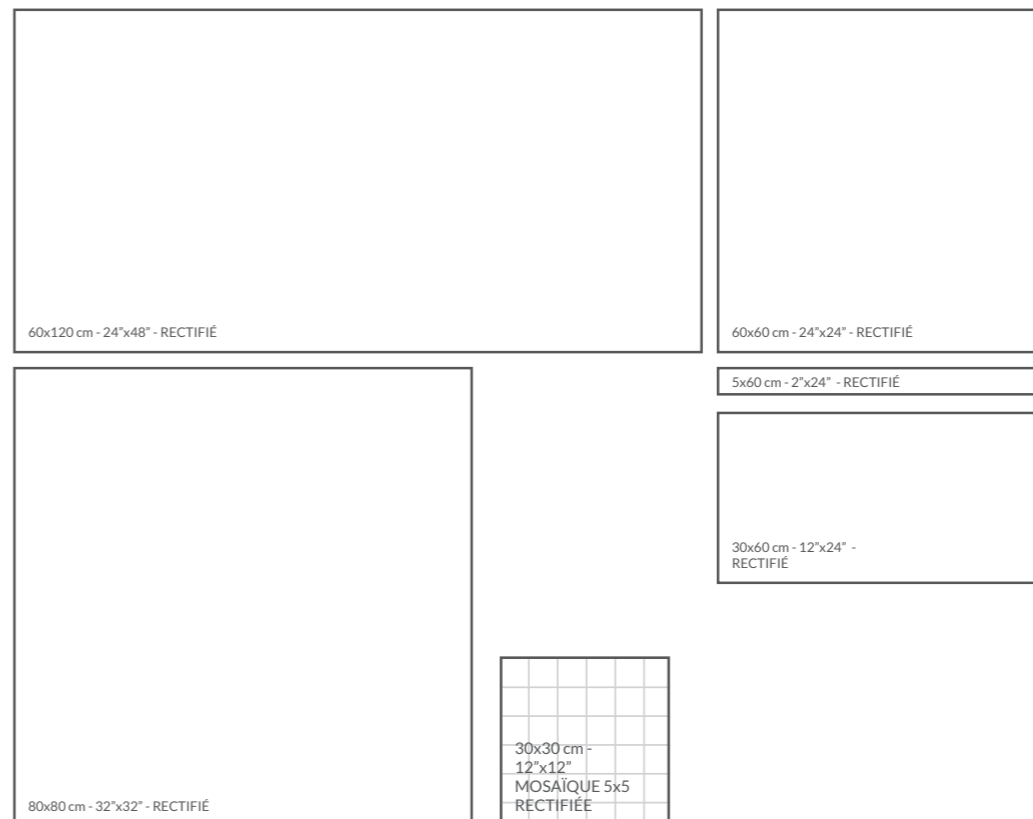 60x120 cm - 24”x48” - RECTIFIÉ
60x60 cm - 24”x24” - RECTIFIÉ
5x60 cm - 2”x24” - RECTIFIÉ
30x60 cm - 12”x24” -
RECTIFIÉ
80x80 cm - 32”x32” - RECTIFIÉ
30x30 cm -
12”x12”
MOSAÏQUE 5x5
RECTIFIÉE